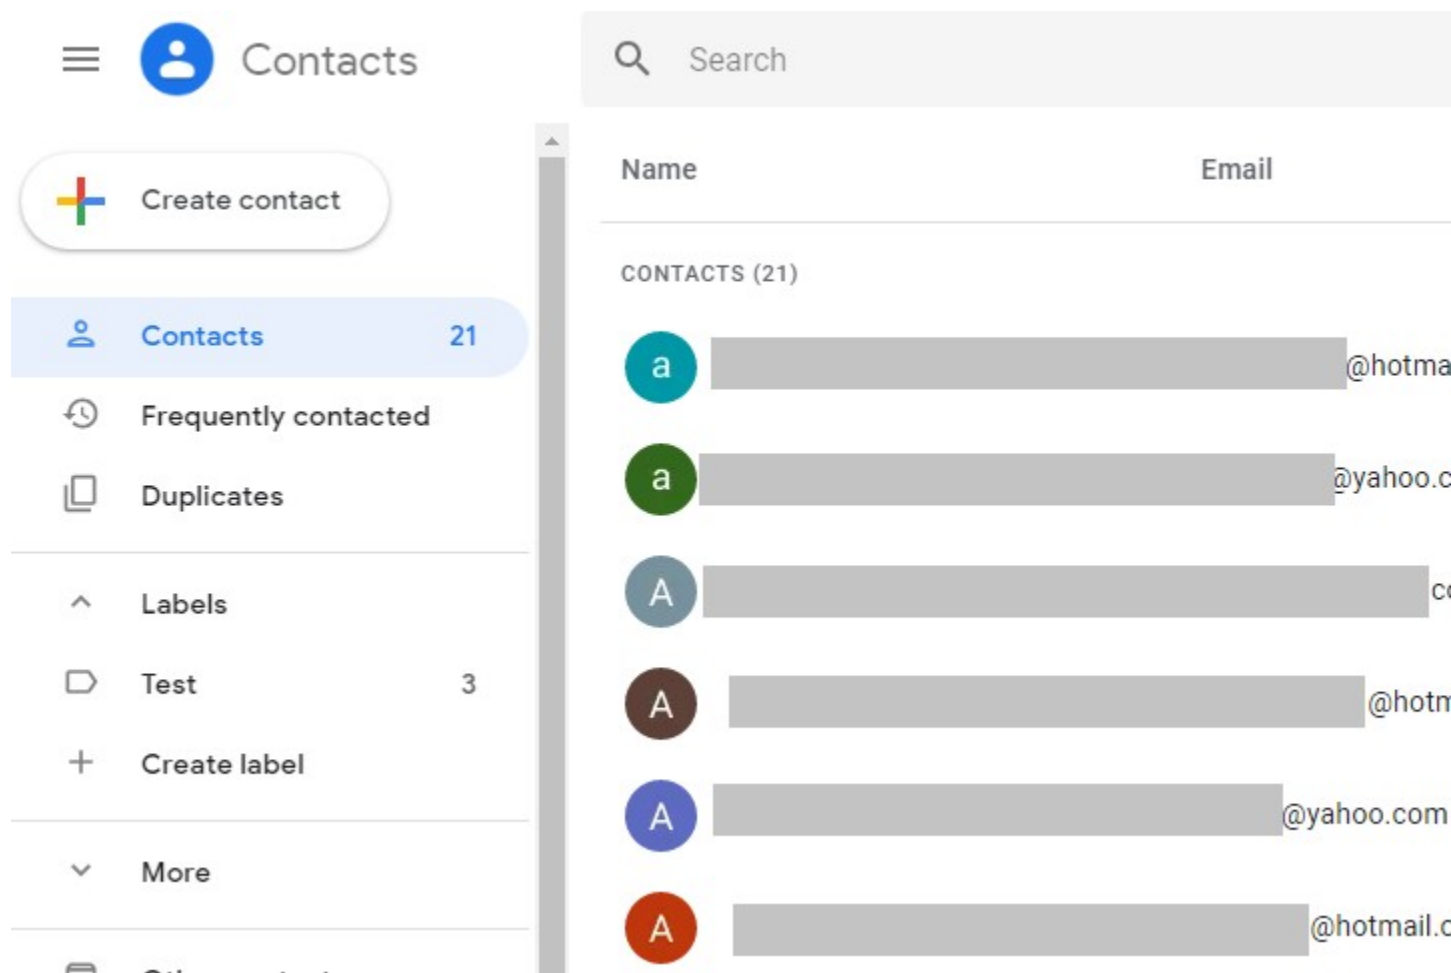 Contacts
Search
Create contact
Name Email
CONTACTS (21)
Contacts 21
Frequently contacted
Duplicates
Labels
Test 3
Create label
More
a @hotma
a @yahoo.c
A
A @hotm
A @yahoo.com
A @hotmail.c